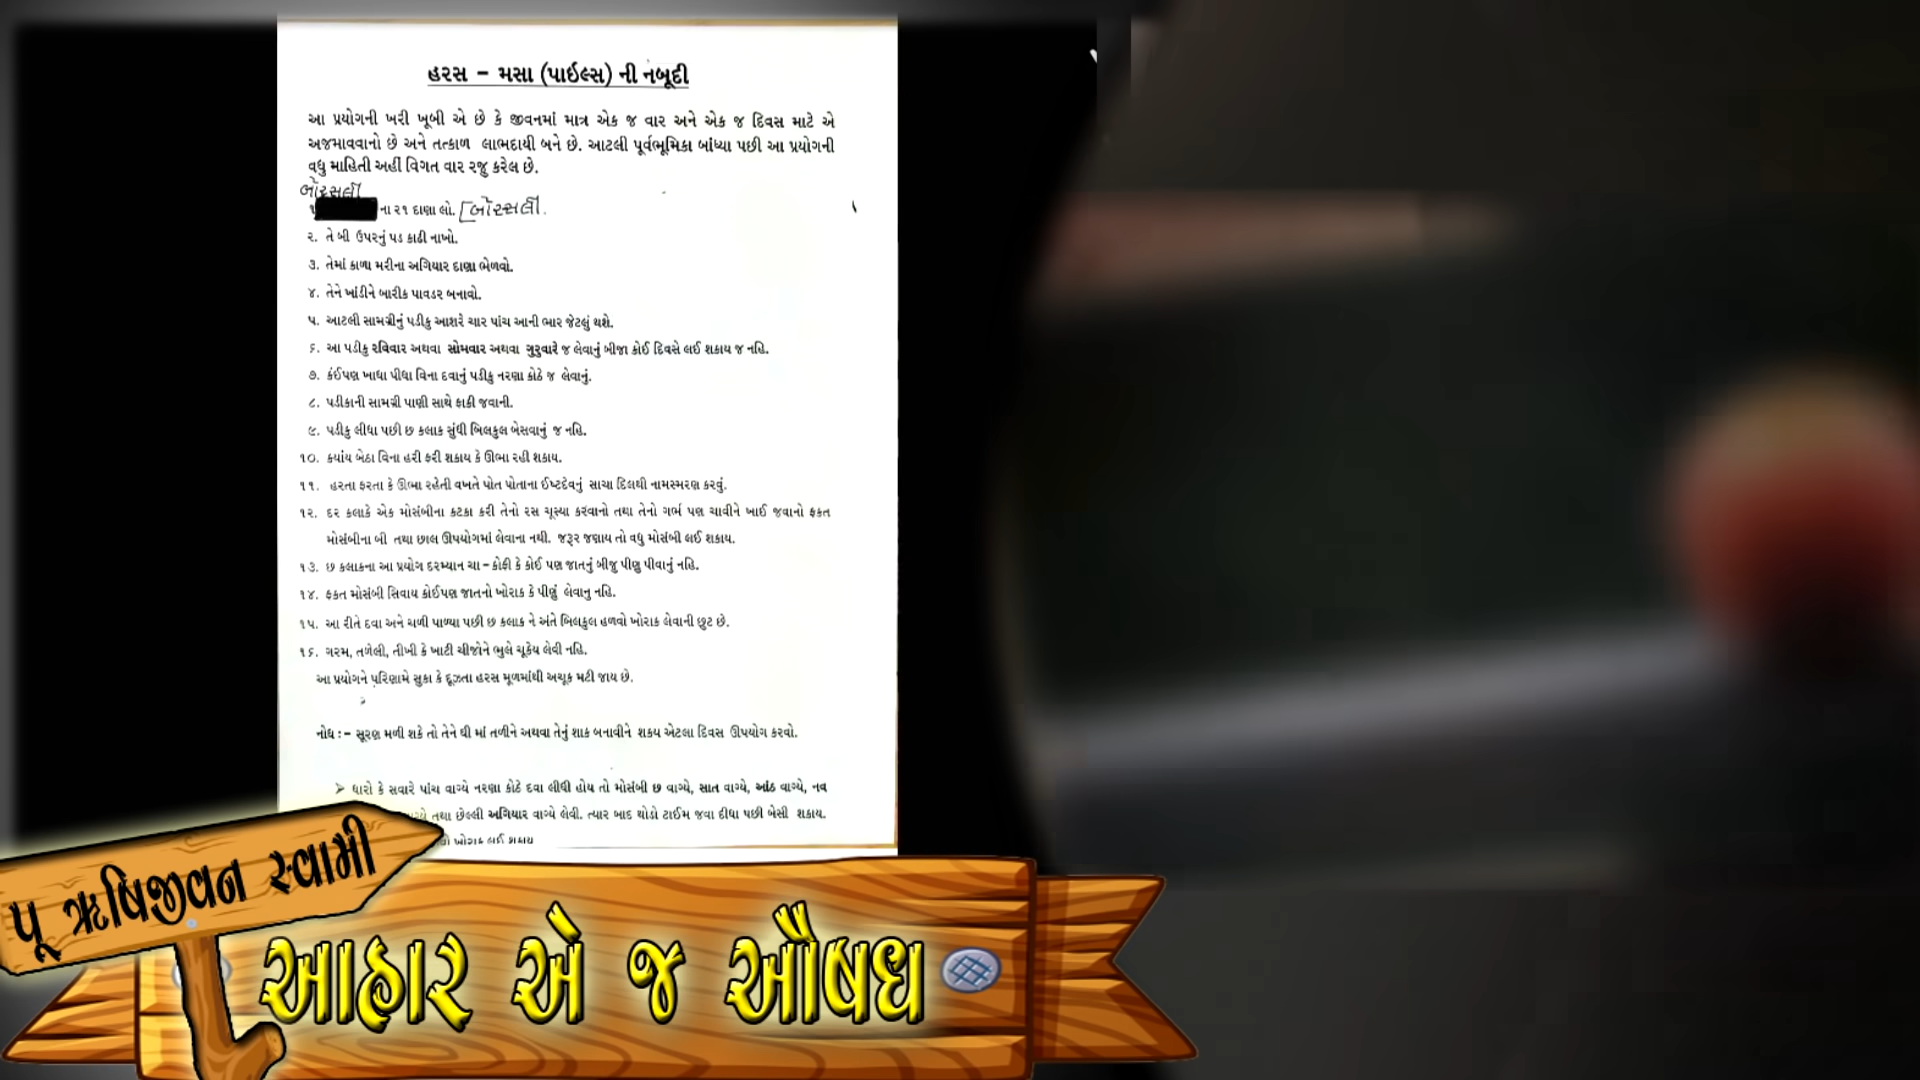 હરસ – મસા (પાઇલ્સ) ની નબૂદી
આ પ્રયોગની ખરી ખૂબી એ છે કે જીવનમાં માત્ર એક જ વાર અને એક જ દિવસ માટે એ
અજમાવવાનો છે અને તત્કાળ લાભદાયી બને છે. આટલી પૂર્વભૂમિકા બાંધ્યા પછી આ પ્રયોગની
વધુ માહિતી અહીં વિગત વાર રજુ કરેલ છે.
બોરસલી
ના ૨૧ દાણા લો. [બોરસલી.
૨. તે બી ઉપરનું પડ કાઢી નાખો.
૩. તેમાં કાળા મરીના અગિયાર દાણા ભેળવો.
૪. તેને ખાંડીને બારીક પાવડર બનાવો.
૫. આટલી સામગ્રીનું પડીકુ આશરે ચાર પાંચ આની ભાર જેટલું થશે.
૬. આ પડીકુ રવિવાર અથવા સોમવાર અથવા ગુરુવારે જ લેવાનું બીજા કોઈ દિવસે લઈ શકાય જ નહિ.
૭. કંઈપણ ખાધા પીધા વિના દવાનું પડીકુ નરણા કોઠે જ લેવાનું.
૮. પડીકાની સામગ્રી પાણી સાથે ફાકી જવાની.
૯. પડીકુ લીધા પછી છ કલાક સુંધી બિલકુલ બેસવાનું જ નહિ.
૧૦. કયાંય બેઠા વિના હરી ફરી શકાય કે ઊભા રહી શકાય.
૧૧. હરતા ફરતા કે ઊભા રહેતી વખતે પોત પોતાના ઈષ્ટદેવનું સાચા દિલથી નામસ્મરણ કરવું.
૧૨. દર કલાકે એક મોસંબીના કટકા કરી તેનો રસ ચૂસ્યા કરવાનો તથા તેનો ગર્ભ પણ ચાવીને ખાઈ જવાનો ફકત
મોસંબીના બી તથા છાલ ઊપયોગમાં લેવાના નથી. જરૂર જણાય તો વધુ મોસંબી લઈ શકાય.
૧૩. છ કલાકના આ પ્રયોગ દરમ્યાન ચા – કોફી કે કોઈ પણ જાતનું બીજુ પીણુ પીવાનું નહિ.
૧૪. ફકત મોસંબી સિવાય કોઈપણ જાતનો ખોરાક કે પીણું લેવાનુ નહિ.
૧૫. આ રીતે દવા અને ચળી પાળ્યા પછી છ કલાક ને અંતે બિલકુલ હળવો ખોરાક લેવાની છુટ છે.
૧૬. ગરમ, તળેલી, તીખી કે ખાટી ચીજોને ભુલે ચૂકેય લેવી નહિ.
આ પ્રયોગને પરિણામે સુકા કે દૂઝતા હરસ મૂળમાંથી અચૂક મટી જાય છે.
નોધ : – સૂરણ મળી શકે તો તેને ઘી માં તળીને અથવા તેનું શાક બનાવીને શકય એટલા દિવસ ઊપયોગ કરવો.
➢ ધારો કે સવારે પાંચ વાગ્યે નરણા કોઠે દવા લીધી હોય તો મોસંબી છ વાગ્યે, સાત વાગ્યે, આંઠ વાગ્યે, નવ
તથા છેલ્લી અગિયાર વાગ્યે લેવી. ત્યાર બાદ થોડો ટાઈમ જવા દીધા પછી બેસી શકાય.
ખોરાક લઈ શકાય
પૂ ઋષિજીવન સ્વામી
આહાર એ જ ઔષધ